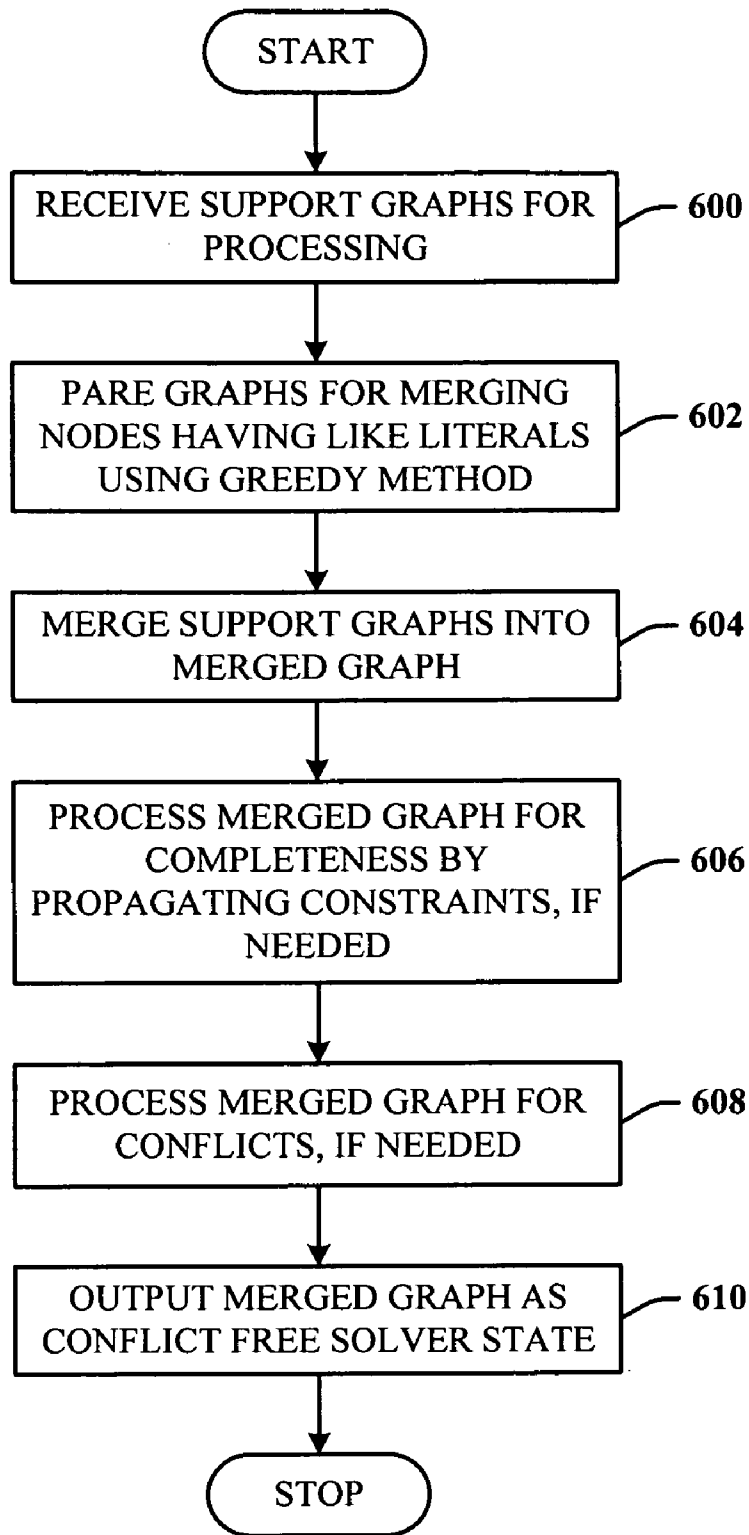 START
RECEIVE SUPPORT GRAPHS FOR
PROCESSING
600
PARE GRAPHS FOR MERGING
NODES HAVING LIKE LITERALS
USING GREEDY METHOD
602
MERGE SUPPORT GRAPHS INTO
MERGED GRAPH
604
PROCESS MERGED GRAPH FOR
COMPLETENESS BY
PROPAGATING CONSTRAINTS, IF
NEEDED
606
PROCESS MERGED GRAPH FOR
CONFLICTS, IF NEEDED
608
OUTPUT MERGED GRAPH AS
CONFLICT FREE SOLVER STATE
610
STOP